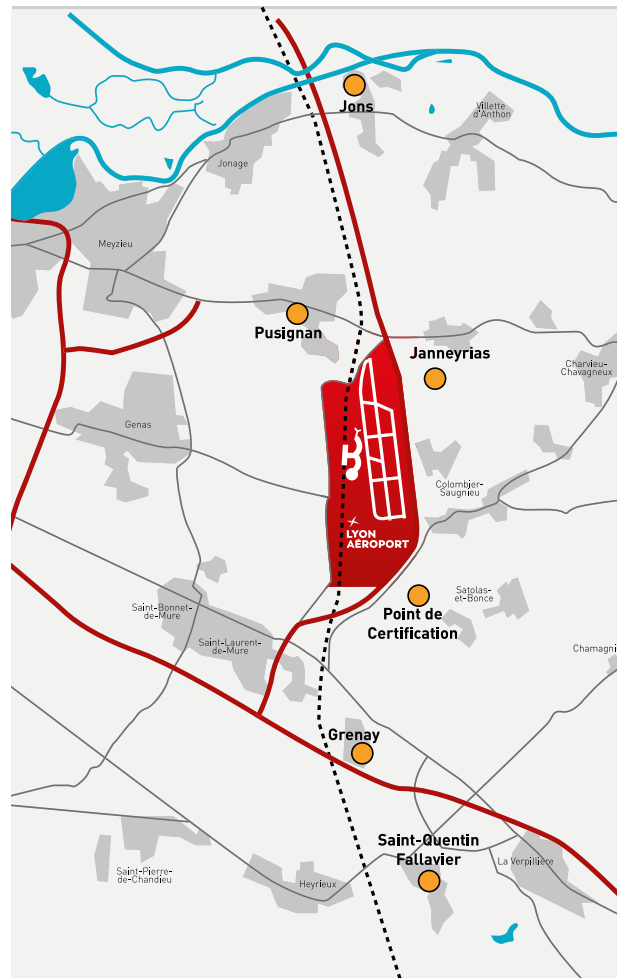 Jons
Villette
d'Anthon
Jonage
Meyzieu
Pusignan
Janneyrias
Charvieu-
Chavagneux
Genas
Colombier-
Saugnieu
LYON
AÉROPORT
Satolas-
et-Bonce
Point de
Certification
Saint-Bonnet-
de-Mure
Saint-Laurent-
de-Mure
Chamagni
Grenay
Saint-Quentin
Fallavier
La Verpillière
Saint-Pierre-
de-Chandieu
Heyrieux